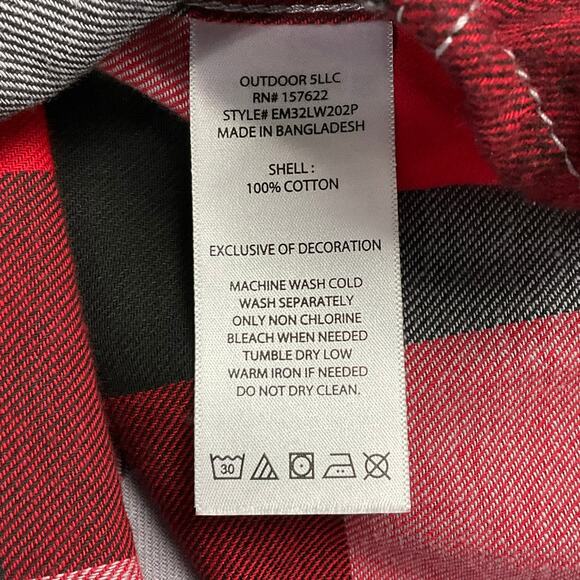 OUTDOOR 5LLC
RN# 157622
STYLE# EM32LW202P
MADE IN BANGLADESH
SHELL :
100% COTTON
EXCLUSIVE OF DECORATION
MACHINE WASH COLD
WASH SEPARATELY
ONLY NON CHLORINE
BLEACH WHEN NEEDED
TUMBLE DRY LOW
WARM IRON IF NEEDED
DO NOT DRY CLEAN.
30